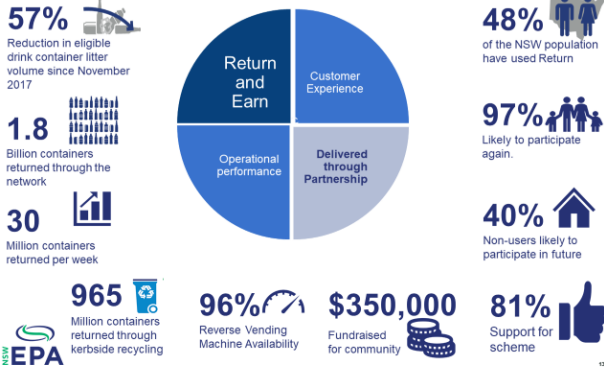 57%
Reduction in eligible
drink container litter
volume since November
2017
1.8
Billion containers
returned through the
network
30
Million containers
returned per week
965
Million containers
returned through
kerbside recycling
Return
and
Earn
Customer
Experience
Operational
performance
Delivered
through
Partnership
96%
Reverse Vending
Machine Availability
$350,000
Fundraised
for community
48%
of the NSW population
have used Return
97%
Likely to participate
again.
40%
Non-users likely to
participate in future
81%
Support for
scheme
NSW
EPA